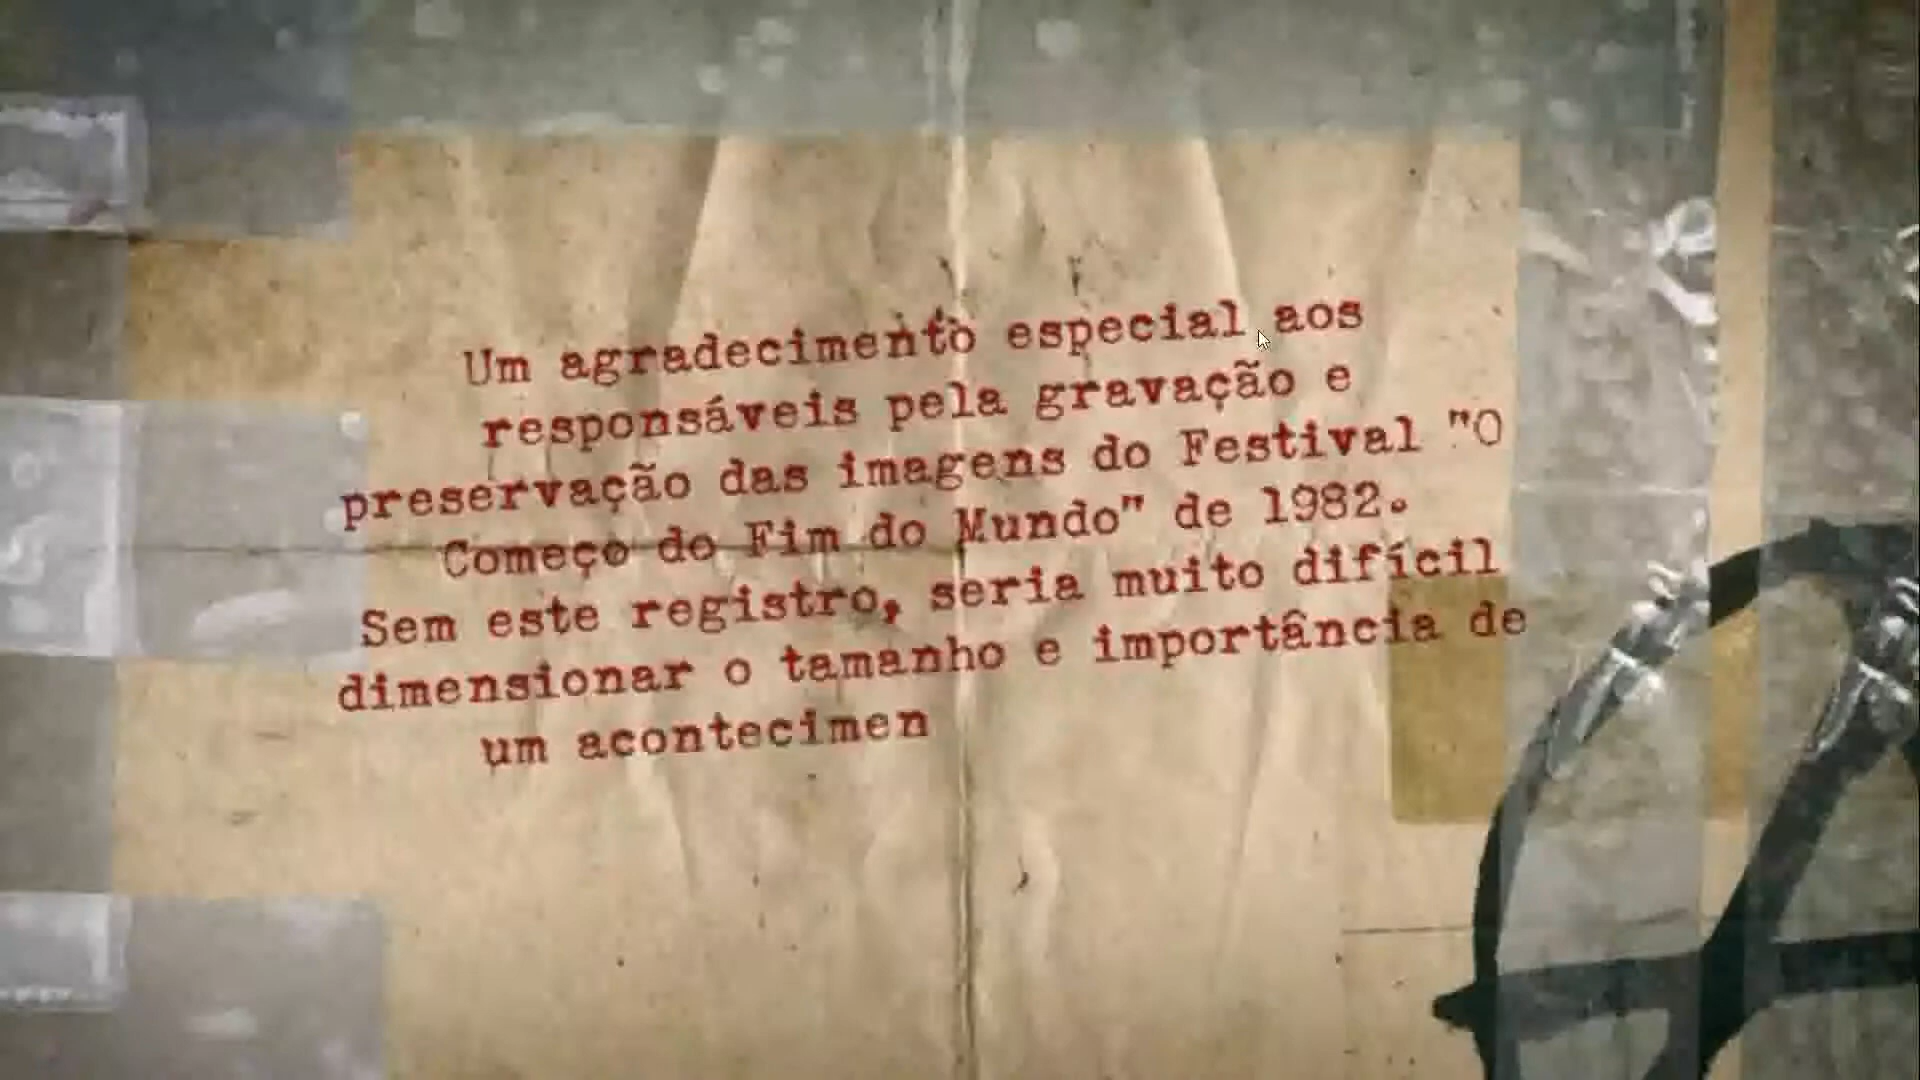 Um agradecimento especial aos
responsáveis pela gravação e
preservação das imagens do Festival "O
Começo do Fim do Mundo" de 1982.
Sem este registro, seria muito difícil
dimensionar o tamanho e importância de
um acontecimen